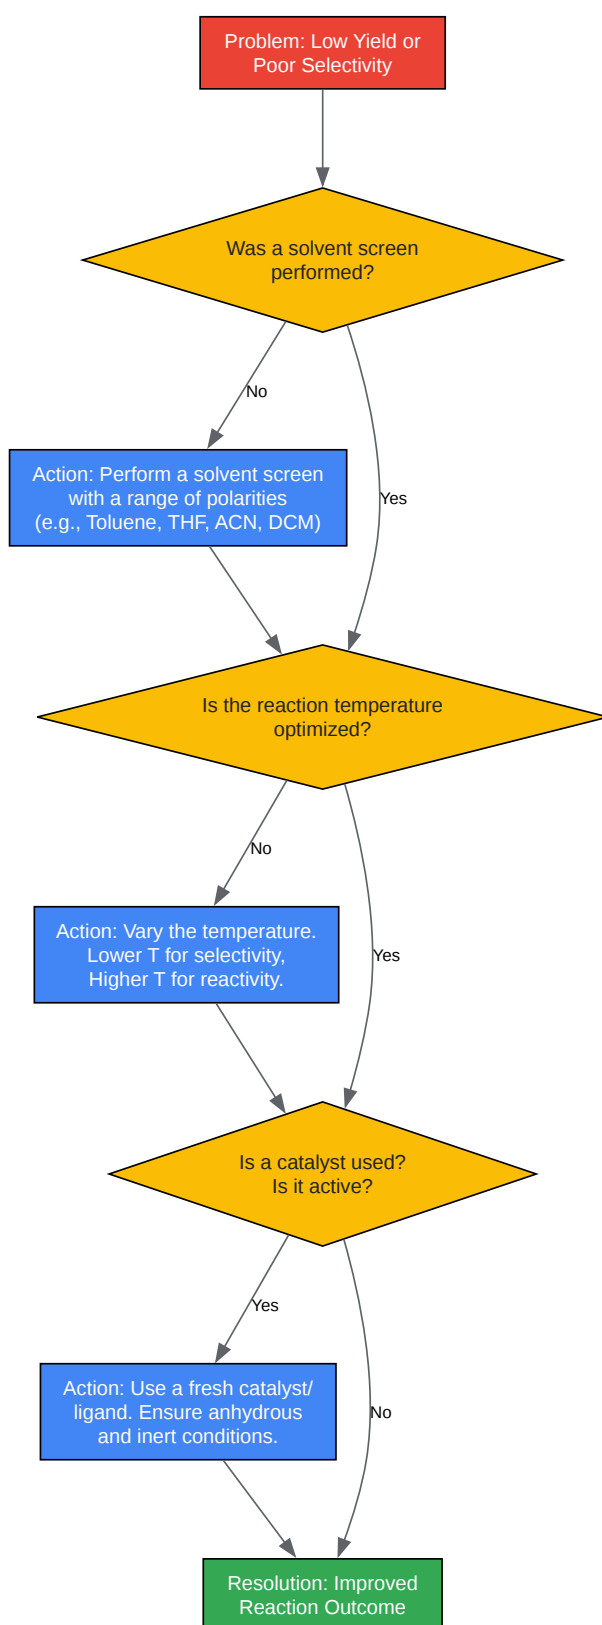 Problem: Low Yield or
Poor Selectivity
Was a solvent screen
performed?
No
Action: Perform a solvent screen
with a range of polarities
(e.g., Toluene, THF, ACN, DCM)
Yes
Is the reaction temperature
optimized?
No
Action: Vary the temperature.
Lower T for selectivity,
Higher T for reactivity.
Yes
Is a catalyst used?
Is it active?
Yes
Action: Use a fresh catalyst/
ligand. Ensure anhydrous
and inert conditions.
No
Resolution: Improved
Reaction Outcome